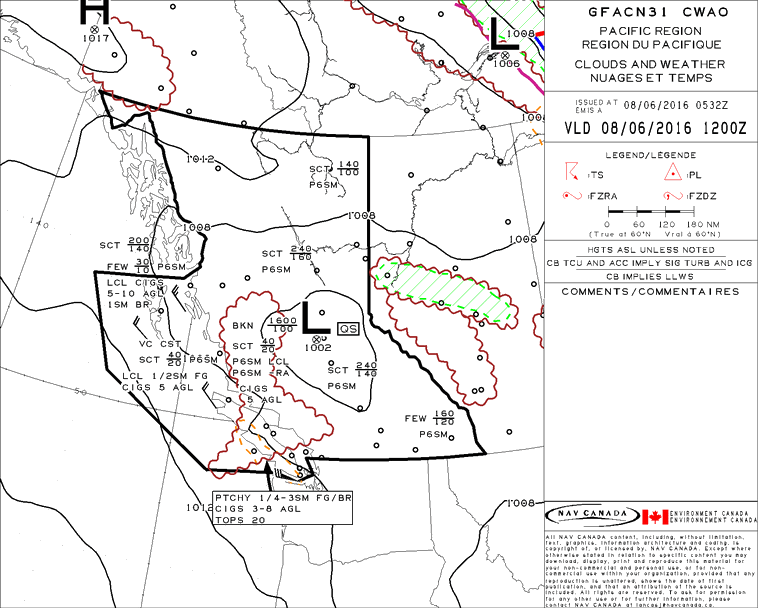 H
1017
L
1008
1006
1008
1012
SCT 140
100
P6SM
140
1008
1008
1008
SCT 200
140
SCT 240
160
P6SM
FEW 30
10 P6SM
LCL CIGS
5-10 AGL
1SM BR
BKN 1600
100
L
QS
1002
VC CST
SCT 40
20 P6SM
SCT 40
20
P6SM LCL
P6SM -RA
CIGS
5 AGL
LCL 1/2SM FG
CIGS 5 AGL
SCT 240
140
P6SM
50
FEW 160
120
P6SM
PTCHY 1/4-3SM FG/BR
CIGS 3-8 AGL
TOPS 20
1012
1008
GFACN31 CWAO
PACIFIC REGION
REGION DU PACIFIQUE
CLOUDS AND WEATHER
NUAGES ET TEMPS
ISSUED AT 08/06/2016 0532Z
ÉMIS A
VLD 08/06/2016 1200Z
LEGEND/LÉGENDE
:TS
:PL
:FZRA
:FZDZ
0 60 120 180 NM
(True at 60°N Vrai à 60°N)
HGTS ASL UNLESS NOTED
CB TCU AND ACC IMPLY SIG TURB AND ICG
CB IMPLIES LLWS
COMMENTS/COMMENTAIRES
NAV CANADA
ENVIRONMENT CANADA
ENVIRONNEMENT CANADA
All NAV CANADA content, including, without limitation,
text, graphics, information architecture and coding, is
copyright of, or licensed by, NAV CANADA. Except where
otherwise stated in relation to specific content you may
download, display, print and reproduce this material for
your non-commercial and personal use, or for non-
commercial use within your organization, provided that any
reproduction is unaltered, shows the date of first
publication, and that an attribution of the source is
included. All rights are reserved. To ask for permission
for any other use or for further information, please
contact NAV CANADA at lancasj@navcanada.ca